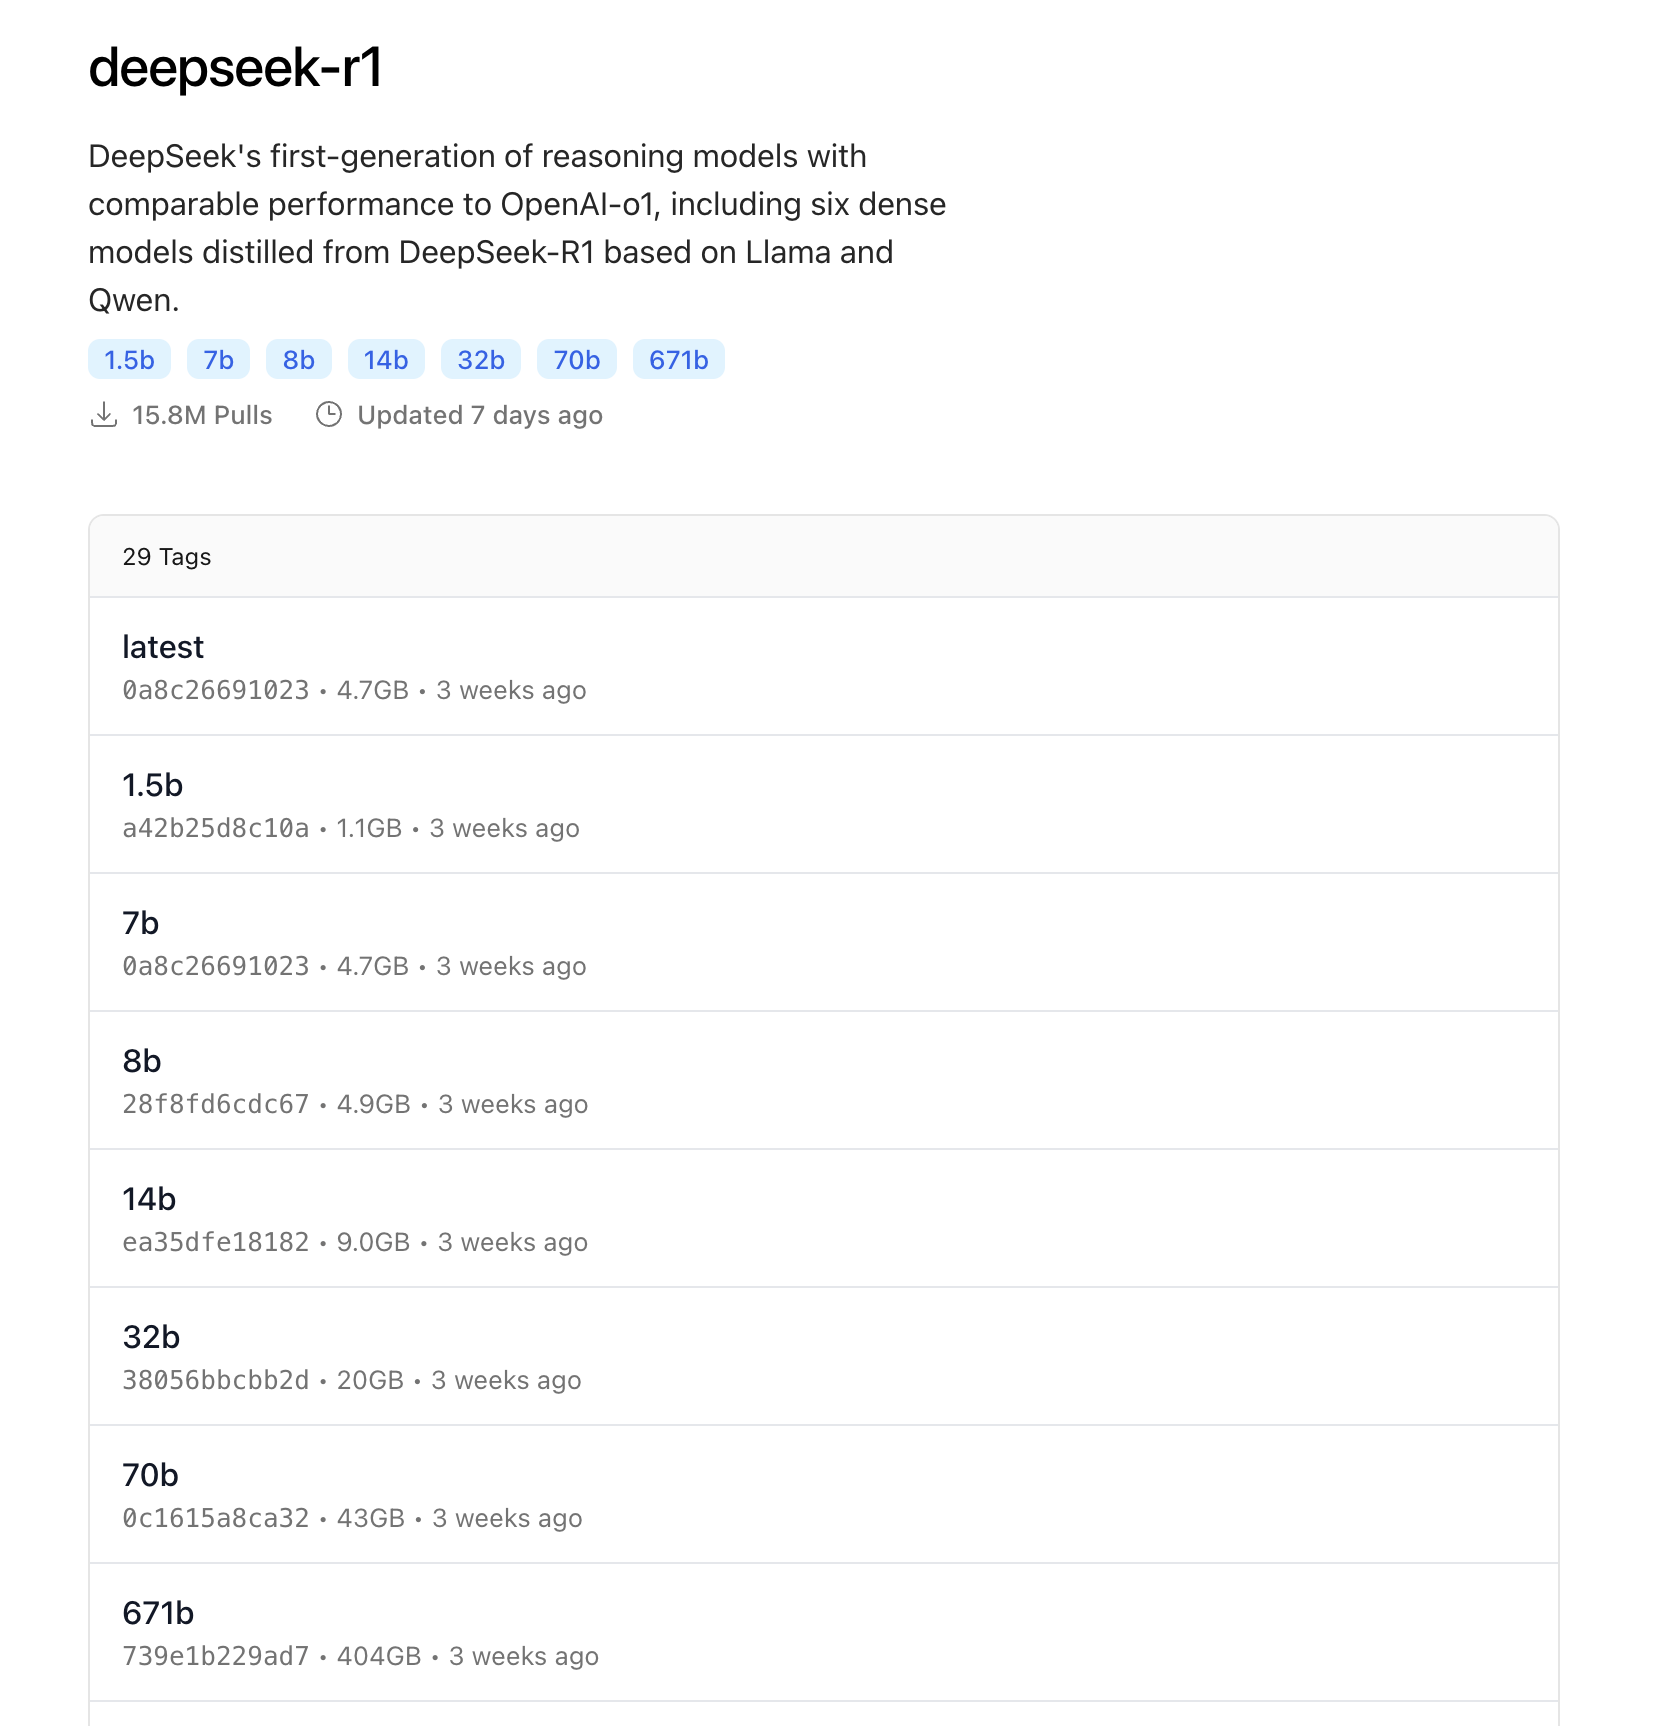 deepseek-r1
DeepSeek's first-generation of reasoning models with
comparable performance to OpenAI-o1, including six dense
models distilled from DeepSeek-R1 based on Llama and
Qwen.
1.5b 7b 8b 14b 32b 70b 671b
15.8M Pulls Updated 7 days ago
29 Tags
latest
0a8c26691023 • 4.7GB • 3 weeks ago
1.5b
a42b25d8c10a • 1.1GB • 3 weeks ago
7b
0a8c26691023 • 4.7GB • 3 weeks ago
8b
28f8fd6cdc67 • 4.9GB • 3 weeks ago
14b
ea35dfe18182 • 9.0GB • 3 weeks ago
32b
38056bbcbb2d • 20GB • 3 weeks ago
70b
0c1615a8ca32 • 43GB • 3 weeks ago
671b
739e1b229ad7 • 404GB • 3 weeks ago